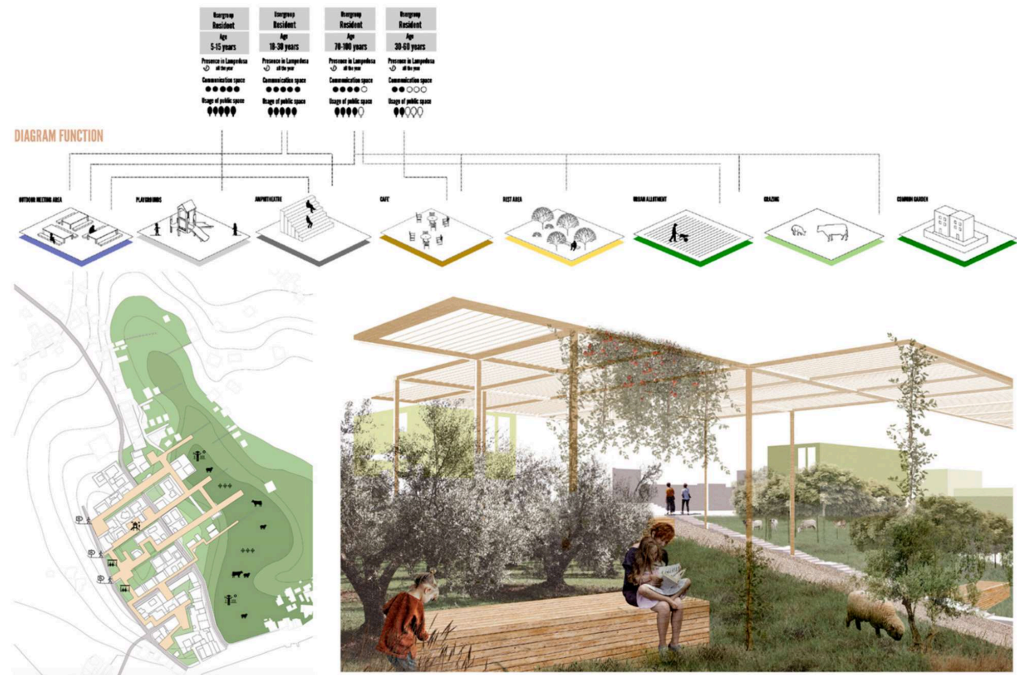 Usergroup
Resident
Age
5-15 years
Presence in Lampedusa
all the year
Communication space
Usage of public space
Usergroup
Resident
Age
18-30 years
Presence in Lampedusa
all the year
Communication space
Usage of public space
Usergroup
Resident
Age
70-100 years
Presence in Lampedusa
all the year
Communication space
Usage of public space
Usergroup
Resident
Age
30-60 years
Presence in Lampedusa
all the year
Communication space
Usage of public space
DIAGRAM FUNCTION
OUTDOOR MEETING AREA
PLAYGROUNDS
AMPHITHEATRE
CAFE
REST AREA
URBAN ALLOTMENT
GRAZING
COMMON GARDEN